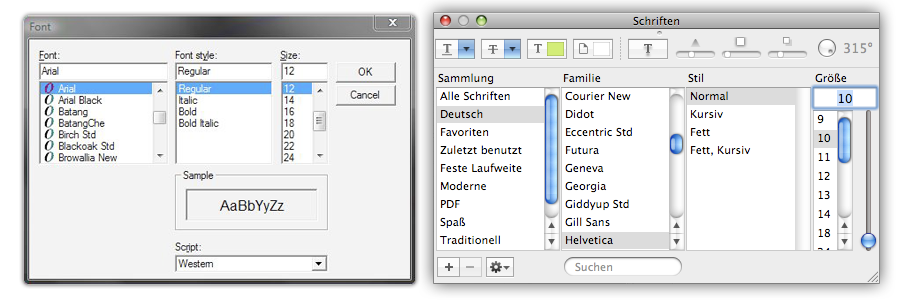 Font
Font:
Font style:
Size:
Arial
Regular
12
OK
Cancel
Arial
Arial Black
Batang
BatangChe
Birch Std
Blackoak Std
Browallia New
Regular
Italic
Bold
Bold Italic
12
14
16
18
20
22
24
Sample
AaBbYyZz
Script:
Western
Schriften
T
T
T
T
315°
Sammlung
Familie
Stil
Größe
Alle Schriften
Deutsch
Favoriten
Zuletzt benutzt
Feste Laufweite
Moderne
PDF
Spaß
Traditionell
Courier New
Didot
Eccentric Std
Futura
Geneva
Georgia
Giddyup Std
Gill Sans
Helvetica
Normal
Kursiv
Fett
Fett, Kursiv
10
9
10
11
12
13
14
18
Suchen